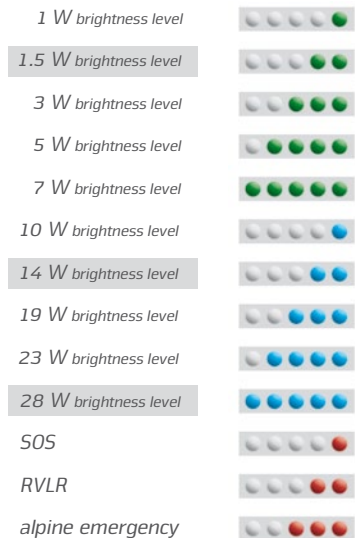 1 W brightness level
1.5 W brightness level
3 W brightness level
5 W brightness level
7 W brightness level
10 W brightness level
14 W brightness level
19 W brightness level
23 W brightness level
28 W brightness level
SOS
RVLR
alpine emergency